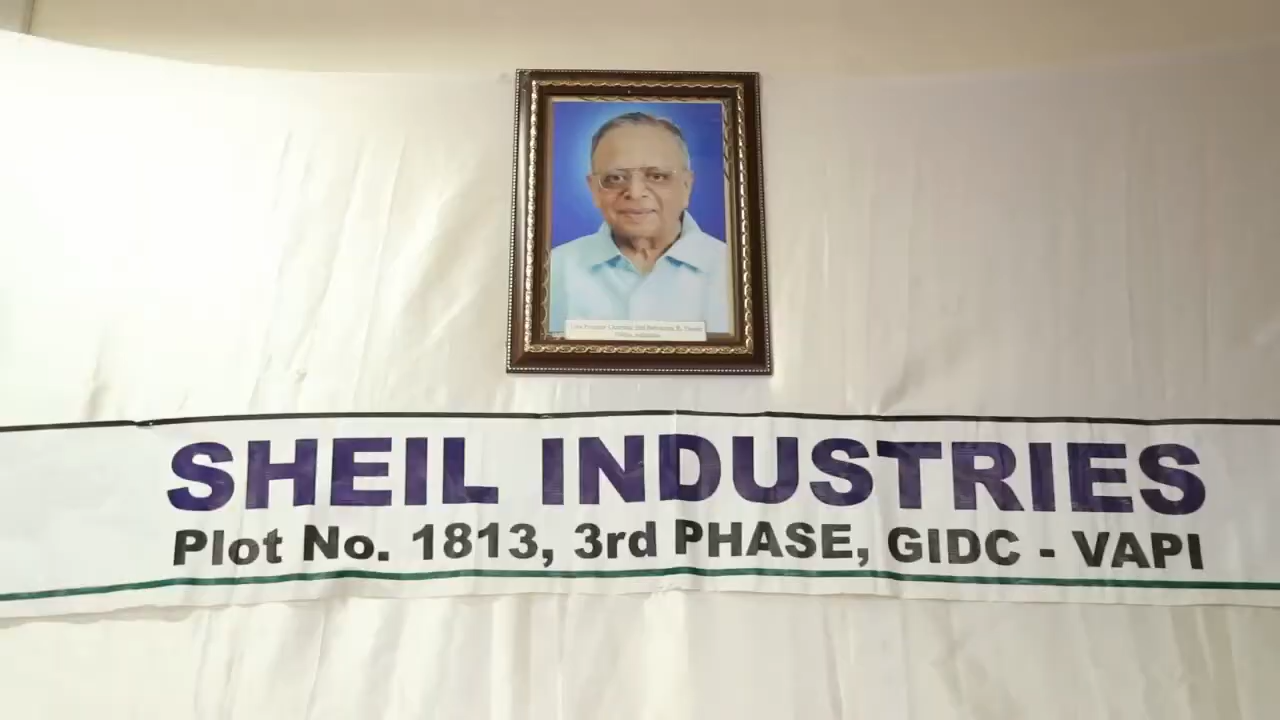 SHEIL INDUSTRIES
Plot No. 1813, 3rd PHASE, GIDC - VAPI